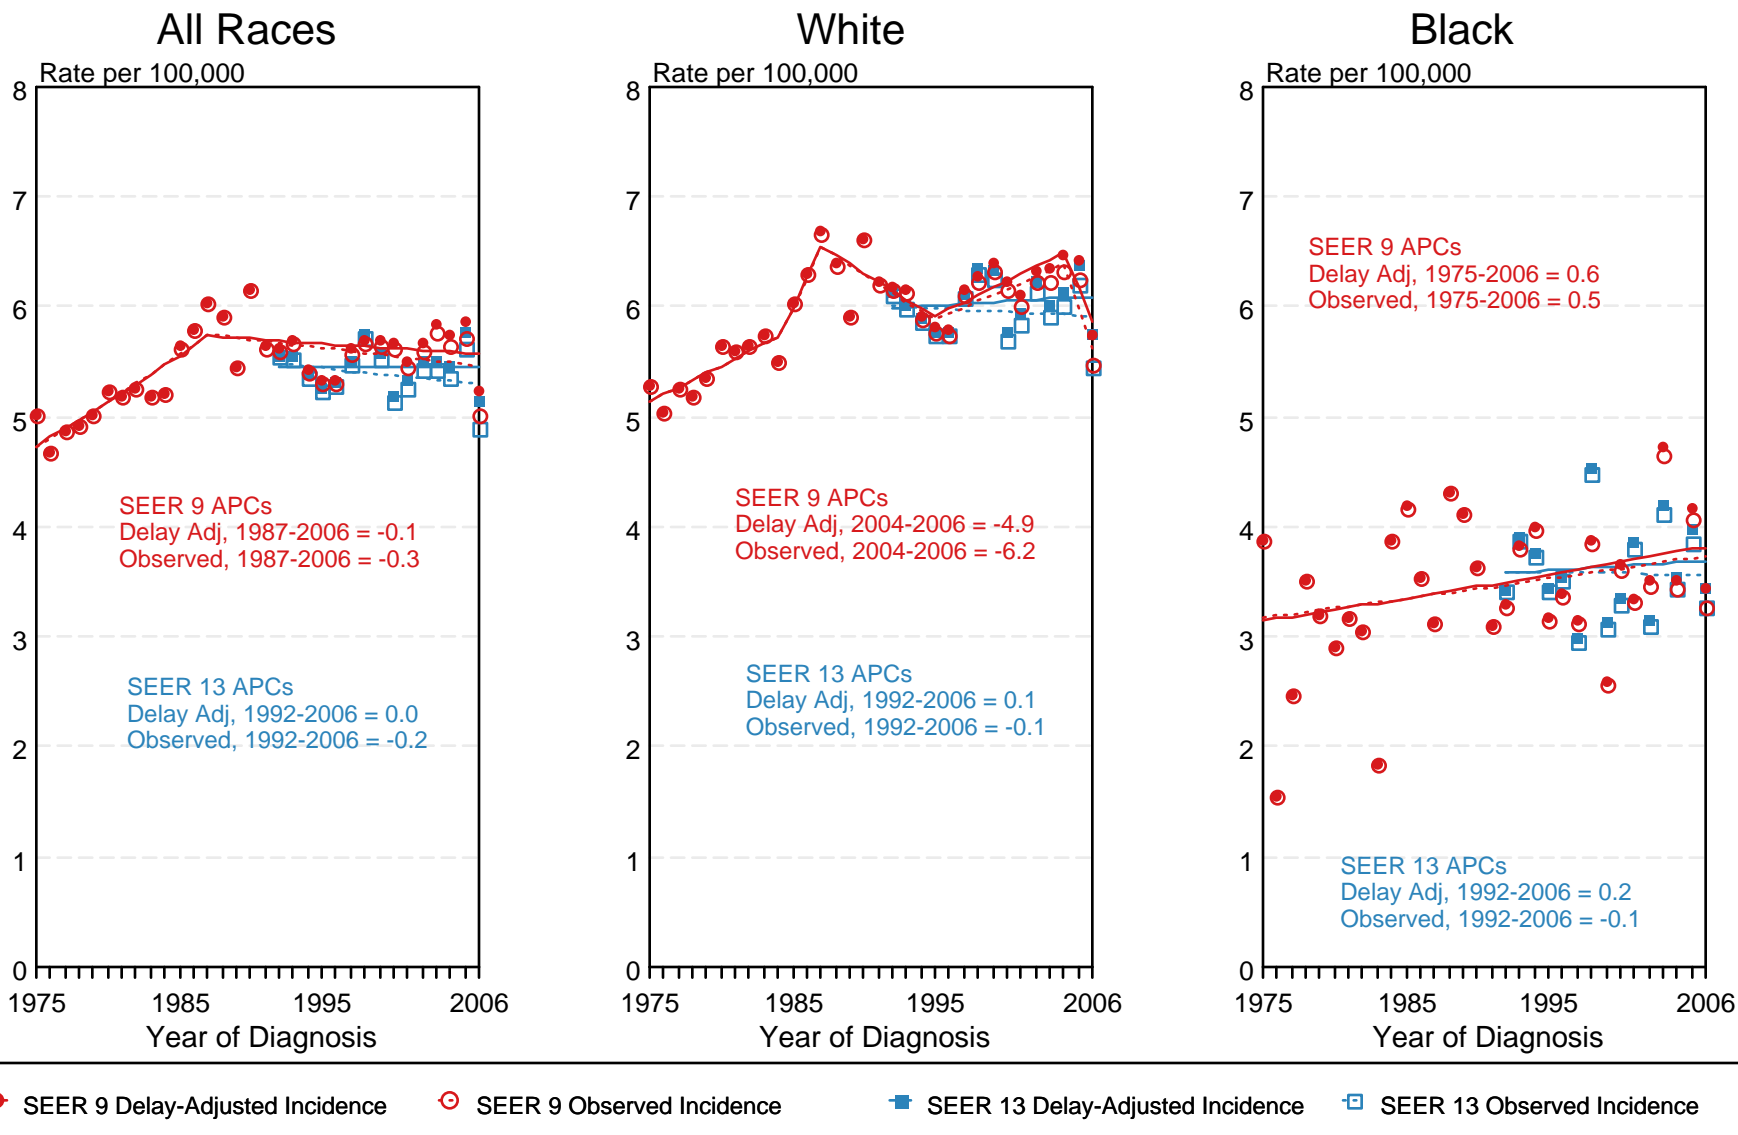 All Races
Rate per 100,000
8
7
6
5
4
3
2
1
0
SEER 9 APCs
Delay Adj, 1987-2006 = -0.1
Observed, 1987-2006 = -0.3
SEER 13 APCs
Delay Adj, 1992-2006 = 0.0
Observed, 1992-2006 = -0.2
1975 1985 1995 2006
Year of Diagnosis
White
Rate per 100,000
8
7
6
5
4
3
2
1
0
SEER 9 APCs
Delay Adj, 2004-2006 = -4.9
Observed, 2004-2006 = -6.2
SEER 13 APCs
Delay Adj, 1992-2006 = 0.1
Observed, 1992-2006 = -0.1
1975 1985 1995 2006
Year of Diagnosis
Black
Rate per 100,000
8
7
6
5
4
3
2
1
0
SEER 9 APCs
Delay Adj, 1975-2006 = 0.6
Observed, 1975-2006 = 0.5
SEER 13 APCs
Delay Adj, 1992-2006 = 0.2
Observed, 1992-2006 = -0.1
1975 1985 1995 2006
Year of Diagnosis
SEER 9 Delay-Adjusted Incidence SEER 9 Observed Incidence SEER 13 Delay-Adjusted Incidence SEER 13 Observed Incidence